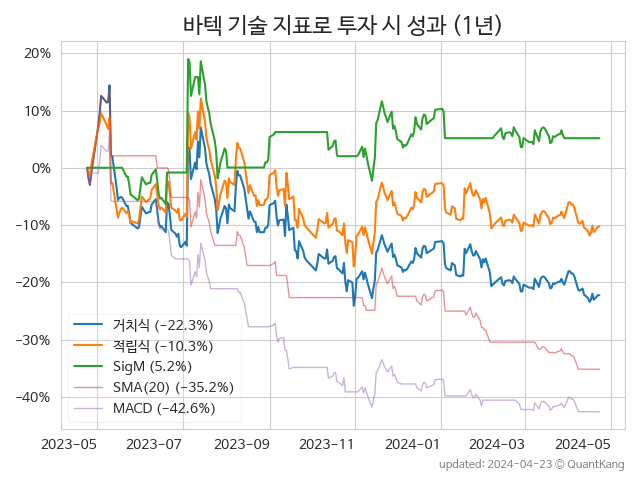 바텍 기술 지표로 투자 시 성과 (1년)
20%
10%
0%
−10%
−20%
−30%
−40%
거치식 (−22.3%)
적립식 (−10.3%)
SigM (5.2%)
SMA(20) (−35.2%)
MACD (−42.6%)
2023−05 2023−07 2023−09 2023−11 2024−01 2024−03 2024−05
updated: 2024−04−23 ⓒ QuantKang